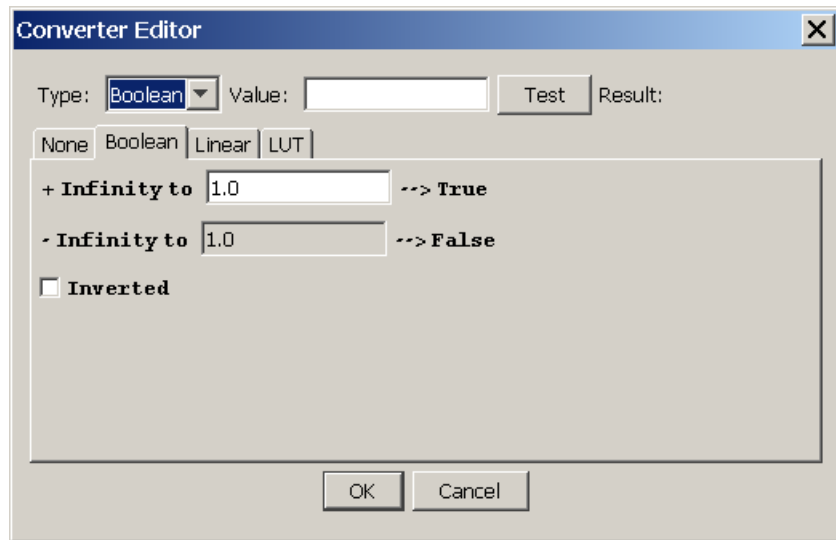 Converter Editor
Type: Boolean Value: Test Result:
None Boolean Linear LUT
+ Infinity to 1.0 --> True
- Infinity to 1.0 --> False
Inverted
OK Cancel